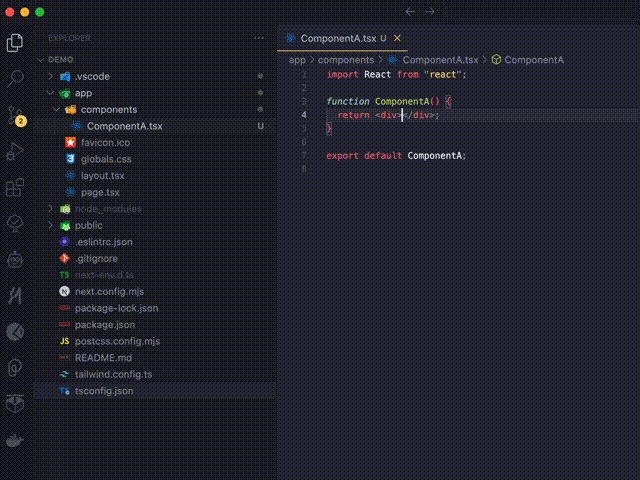 EXPLORER ···
DEMO
.vscode
app
components
ComponentA.tsx U
favicon.ico
globals.css
layout.tsx
page.tsx
node_modules
public
.eslintrc.json
.gitignore
TS next-env.d.ts
N next.config.mjs
package-lock.json
package.json
JS postcss.config.mjs
README.md
tailwind.config.ts
TS tsconfig.json
2
ComponentA.tsx U
app > components > ComponentA.tsx > ComponentA
1 import React from "react";
2
3 function ComponentA() {
4 return <div></div>;
5 }
6
7 export default ComponentA;
8